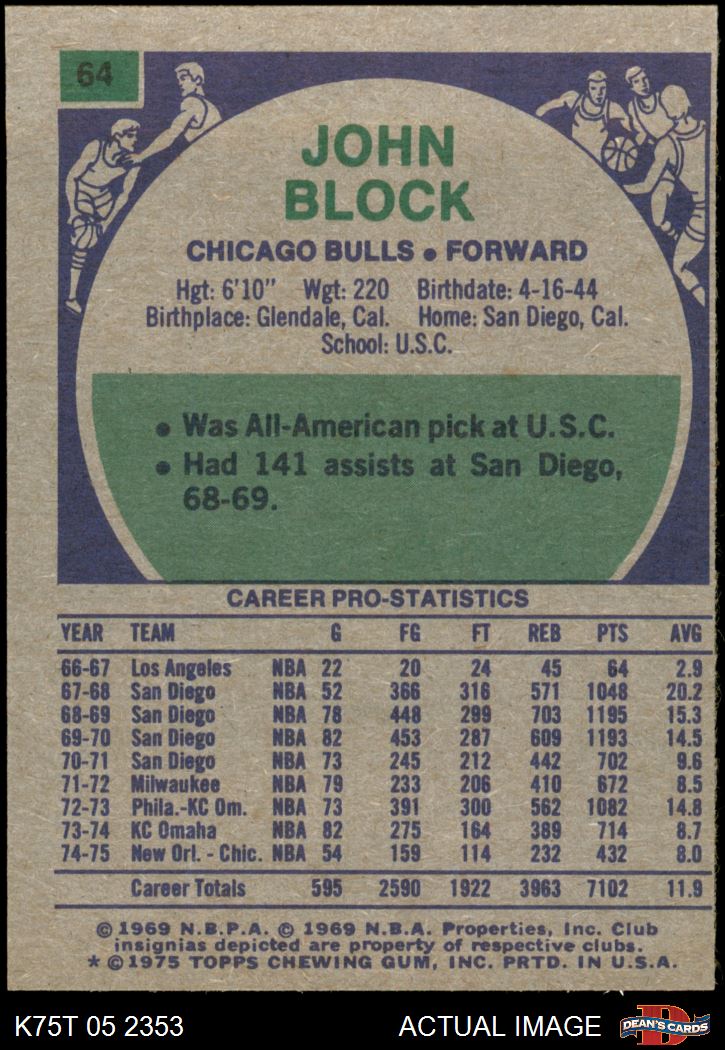 64
JOHN
BLOCK
CHICAGO BULLS • FORWARD
Hgt: 6'10" Wgt: 220 Birthdate: 4-16-44
Birthplace: Glendale, Cal. Home: San Diego, Cal.
School: U.S.C.
• Was All-American pick at U.S.C.
• Had 141 assists at San Diego,
68-69.
CAREER PRO-STATISTICS
YEAR TEAM G FG FT REB PTS AVG
66-67 Los Angeles NBA 22 20 24 45 64 2.9
67-68 San Diego NBA 52 366 316 571 1048 20.2
68-69 San Diego NBA 78 448 299 703 1195 15.3
69-70 San Diego NBA 82 453 287 609 1193 14.5
70-71 San Diego NBA 73 245 212 442 702 9.6
71-72 Milwaukee NBA 79 233 206 410 672 8.5
72-73 Phila.-KC Om. NBA 73 391 300 562 1082 14.8
73-74 KC Omaha NBA 82 275 164 389 714 8.7
74-75 New Orl. - Chic. NBA 54 159 114 232 432 8.0
Career Totals 595 2590 1922 3963 7102 11.9
© 1969 N.B.P.A. © 1969 N.B.A. Properties, Inc. Club
insignias depicted are property of respective clubs.
* © 1975 TOPPS CHEWING GUM, INC. PRTD. IN U.S.A.
K75T 05 2353 ACTUAL IMAGE D DEAN'S CARDS